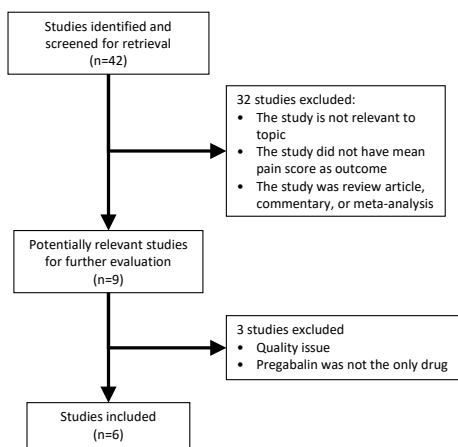 Studies identified and
screened for retrieval
(n=42)
32 studies excluded:
• The study is not relevant to
topic
• The study did not have mean
pain score as outcome
• The study was review article,
commentary, or meta-analysis
Potentially relevant studies
for further evaluation
(n=9)
3 studies excluded
• Quality issue
• Pregabalin was not the only drug
Studies included
(n=6)